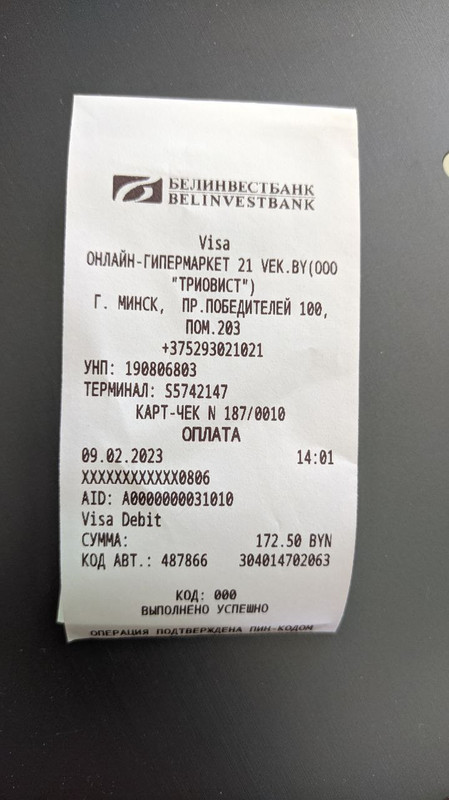 БЕЛИНВЕСТБАНК
BELINVESTBANK
Visa
ОНЛАЙН-ГИПЕРМАРКЕТ 21 VEK.BY(ООО
"ТРИОВИСТ")
Г. МИНСК, ПР.ПОБЕДИТЕЛЕЙ 100,
ПОМ.203
+375293021021
УНП: 190806803
ТЕРМИНАЛ: S5742147
КАРТ-ЧЕК N 187/0010
ОПЛАТА
09.02.2023 14:01
XXXXXXXXXXXX0806
AID: A0000000031010
Visa Debit
СУММА: 172.50 BYN
КОД АВТ.: 487866 304014702063
КОД: 000
ВЫПОЛНЕНО УСПЕШНО
ОПЕРАЦИЯ ПОДТВЕРЖДЕНА ПИН-КОДОМ